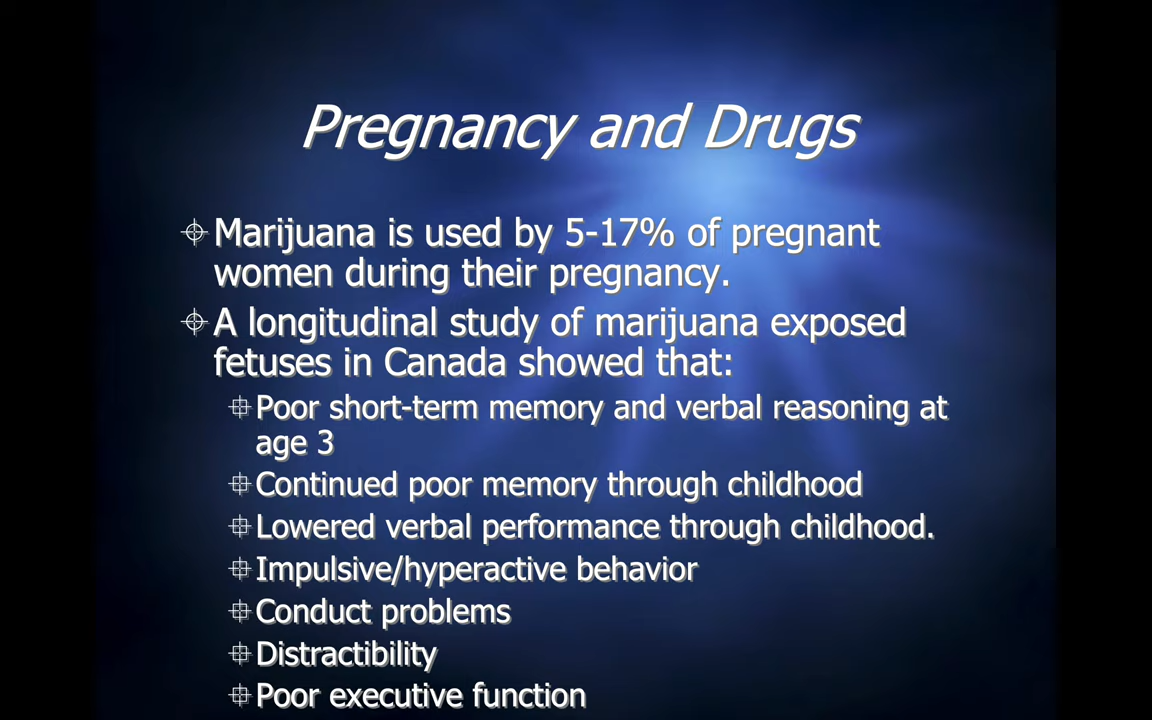 Pregnancy and Drugs
Marijuana is used by 5-17% of pregnant
women during their pregnancy.
A longitudinal study of marijuana exposed
fetuses in Canada showed that:
Poor short-term memory and verbal reasoning at
age 3
Continued poor memory through childhood
Lowered verbal performance through childhood.
Impulsive/hyperactive behavior
Conduct problems
Distractibility
Poor executive function